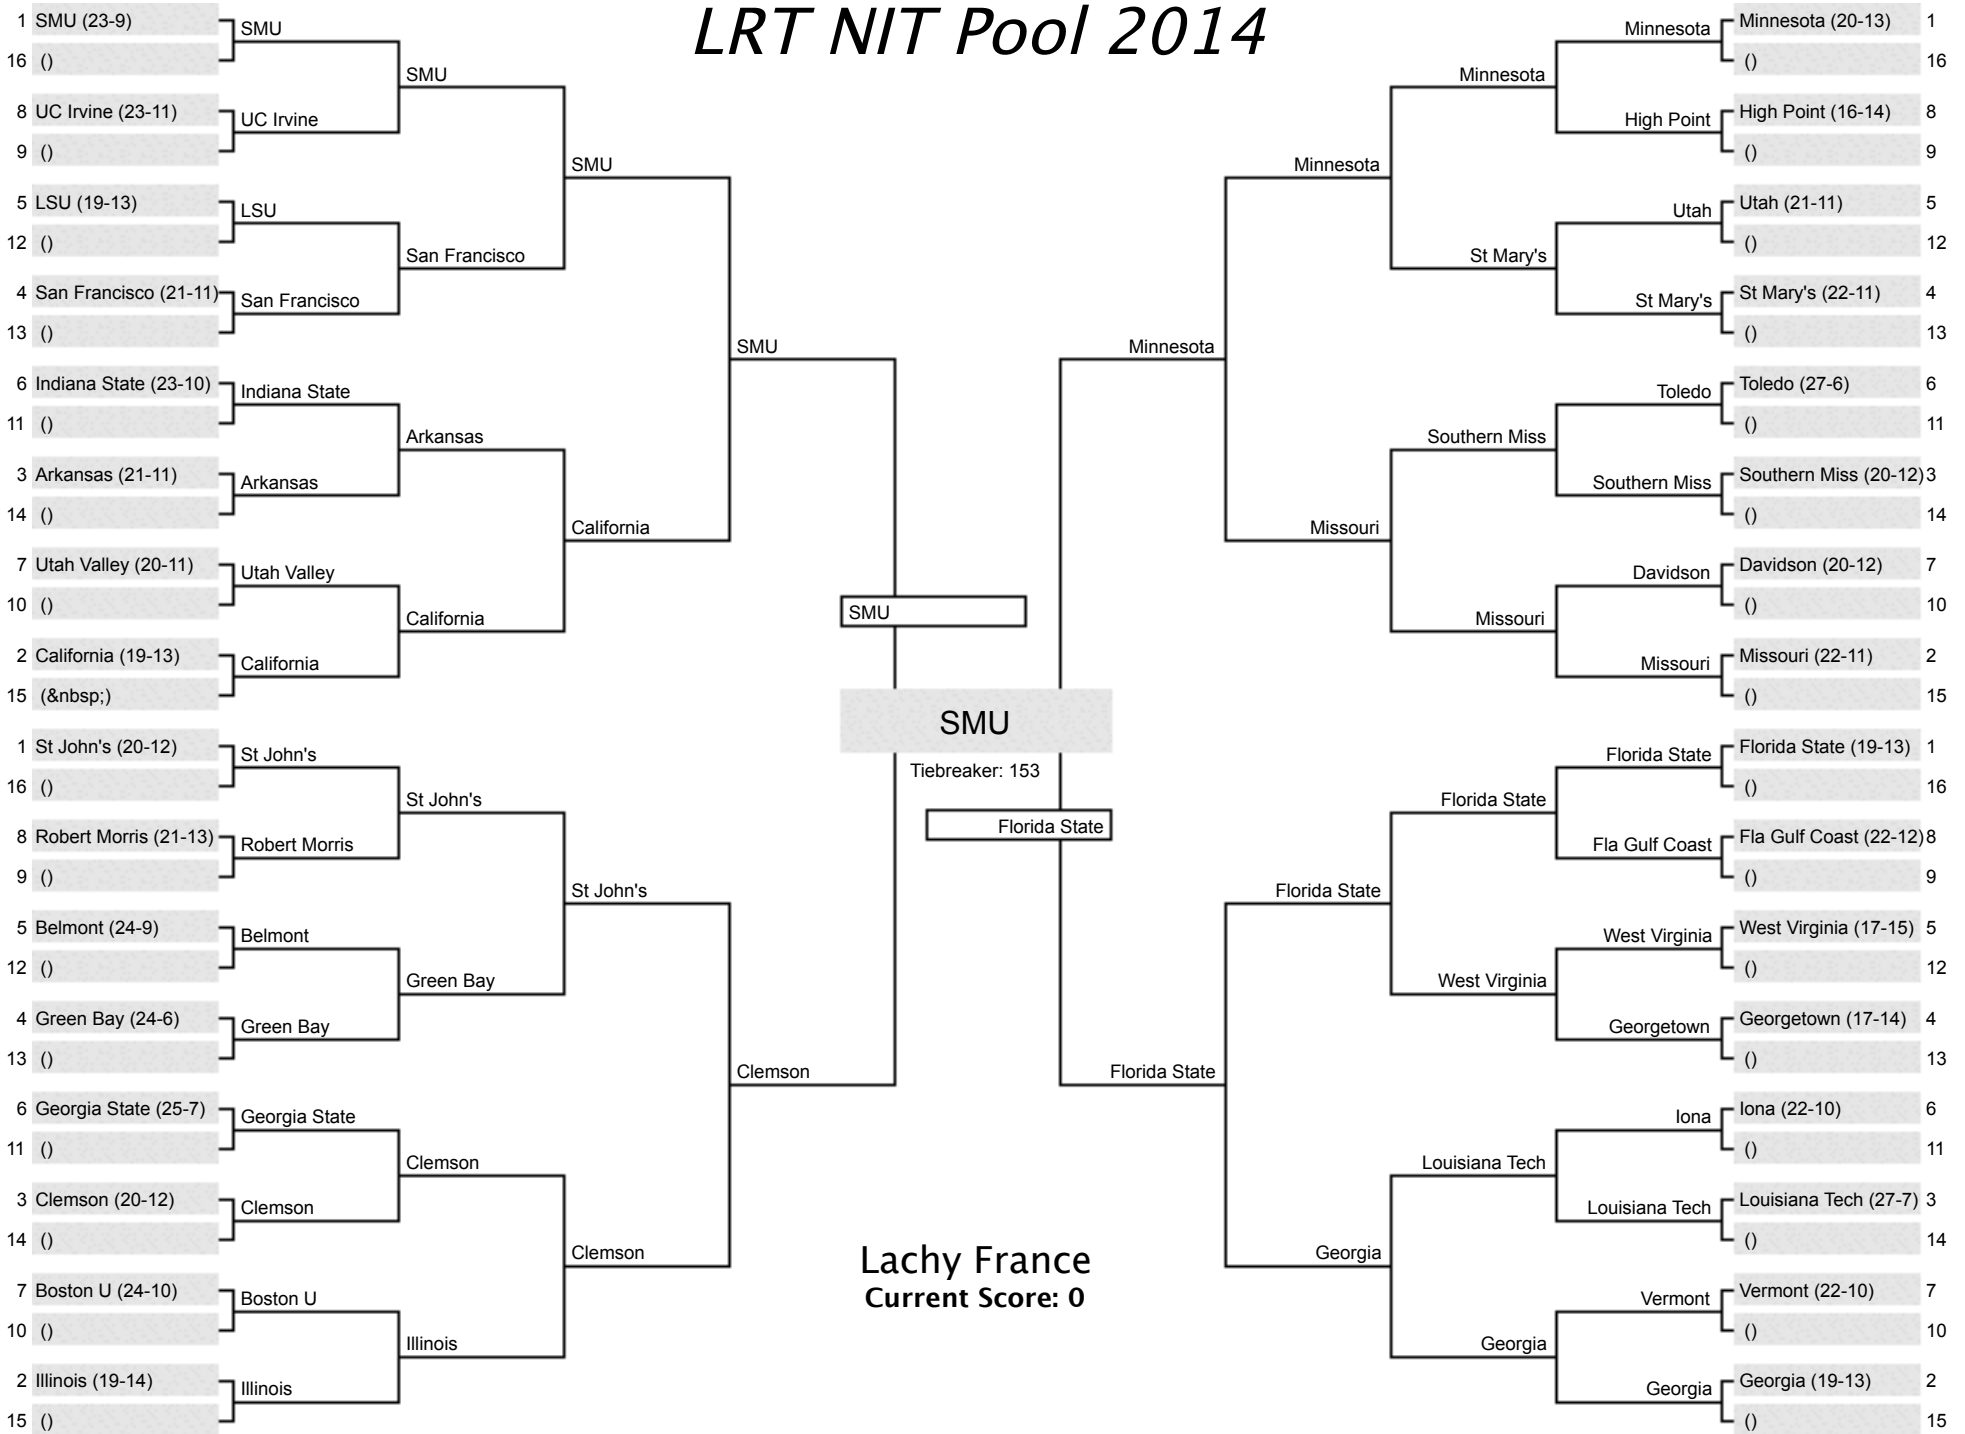 LRT NIT Pool 2014
1 SMU (23-9)
16 ()
8 UC Irvine (23-11)
9 ()
5 LSU (19-13)
12 ()
4 San Francisco (21-11)
13 ()
6 Indiana State (23-10)
11 ()
3 Arkansas (21-11)
14 ()
7 Utah Valley (20-11)
10 ()
2 California (19-13)
15 (&nbsp;)
1 St John's (20-12)
16 ()
8 Robert Morris (21-13)
9 ()
5 Belmont (24-9)
12 ()
4 Green Bay (24-6)
13 ()
6 Georgia State (25-7)
11 ()
3 Clemson (20-12)
14 ()
7 Boston U (24-10)
10 ()
2 Illinois (19-14)
15 ()
SMU
UC Irvine
LSU
San Francisco
Indiana State
Arkansas
Utah Valley
California
St John's
Robert Morris
Belmont
Green Bay
Georgia State
Clemson
Boston U
Illinois
SMU
San Francisco
Arkansas
California
St John's
Green Bay
Clemson
Illinois
SMU
California
St John's
Clemson
SMU
Clemson
SMU
SMU
Tiebreaker: 153
Florida State
Lachy France
Current Score: 0
Minnesota
Florida State
Minnesota
Missouri
Florida State
Georgia
Minnesota
St Mary's
Southern Miss
Missouri
Florida State
West Virginia
Louisiana Tech
Georgia
Minnesota
High Point
Utah
St Mary's
Toledo
Southern Miss
Davidson
Missouri
Florida State
Fla Gulf Coast
West Virginia
Georgetown
Iona
Louisiana Tech
Vermont
Georgia
Minnesota (20-13) 1
() 16
High Point (16-14) 8
() 9
Utah (21-11) 5
() 12
St Mary's (22-11) 4
() 13
Toledo (27-6) 6
() 11
Southern Miss (20-12) 3
() 14
Davidson (20-12) 7
() 10
Missouri (22-11) 2
() 15
Florida State (19-13) 1
() 16
Fla Gulf Coast (22-12) 8
() 9
West Virginia (17-15) 5
() 12
Georgetown (17-14) 4
() 13
Iona (22-10) 6
() 11
Louisiana Tech (27-7) 3
() 14
Vermont (22-10) 7
() 10
Georgia (19-13) 2
() 15